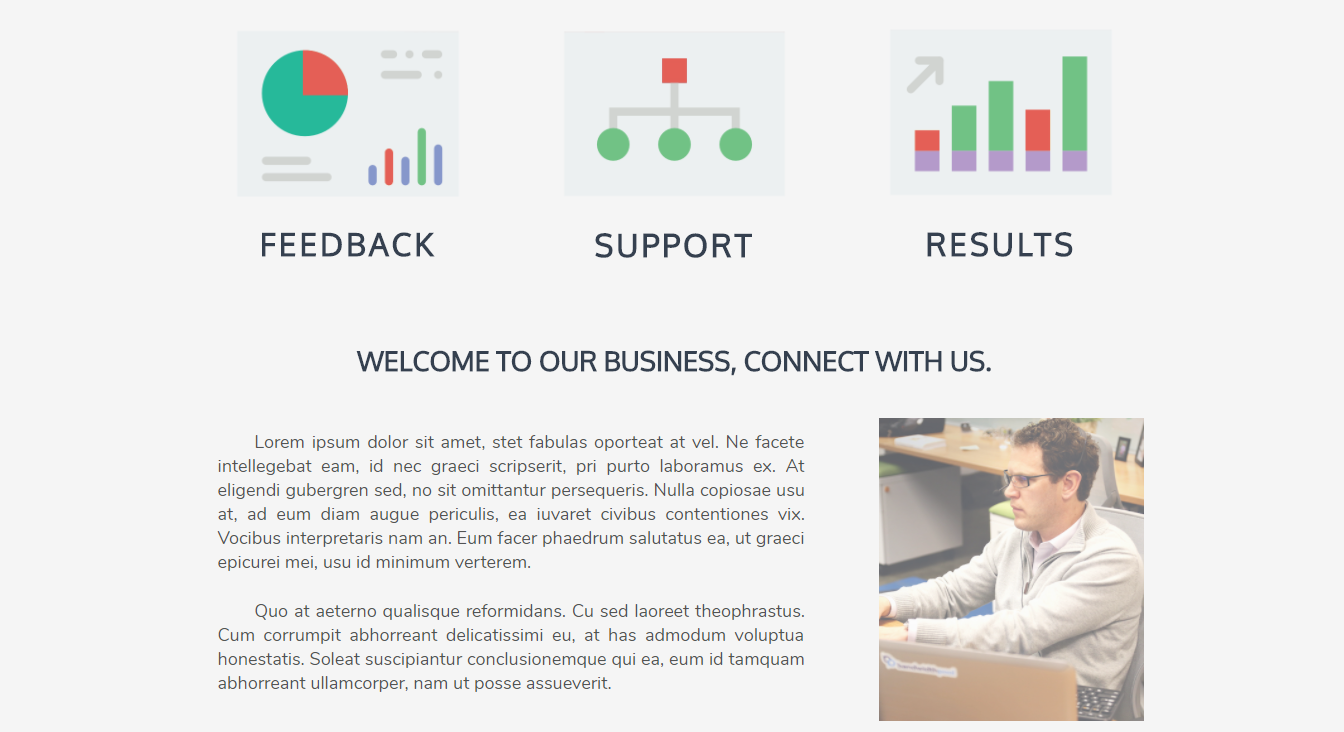 FEEDBACK
SUPPORT
RESULTS
WELCOME TO OUR BUSINESS, CONNECT WITH US.
Lorem ipsum dolor sit amet, stet fabulas oporteat at vel. Ne facete
intellegebat eam, id nec graeci scripserit, pri purto laboramus ex. At
eligendi gubergren sed, no sit omittantur persequeris. Nulla copiosae usu
at, ad eum diam augue periculis, ea iuvaret civibus contentiones vix.
Vocibus interpretaris nam an. Eum facer phaedrum salutatus ea, ut graeci
epicurei mei, usu id minimum verterem.
Quo at aeterno qualisque reformidans. Cu sed laoreet theophrastus.
Cum corrumpit abhorreant delicatissimi eu, at has admodum voluptua
honestatis. Soleat suscipiantur conclusionemque qui ea, eum id tamquam
abhorreant ullamcorper, nam ut posse assueverit.